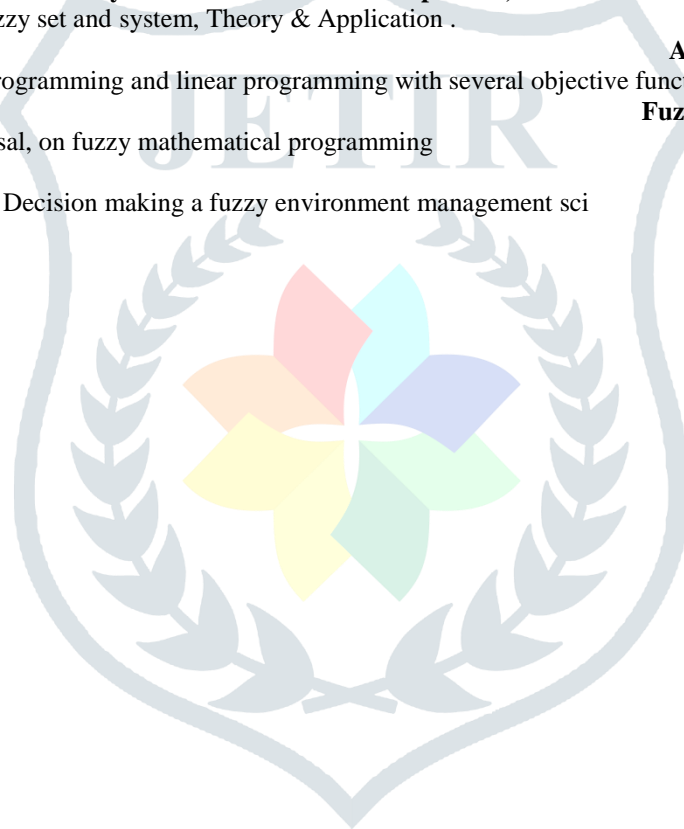 zzy set and system, Theory & Application .
A
rogramming and linear programming with several objective func
Fuz
sal, on fuzzy mathematical programming
JETIR
Decision making a fuzzy environment management sci